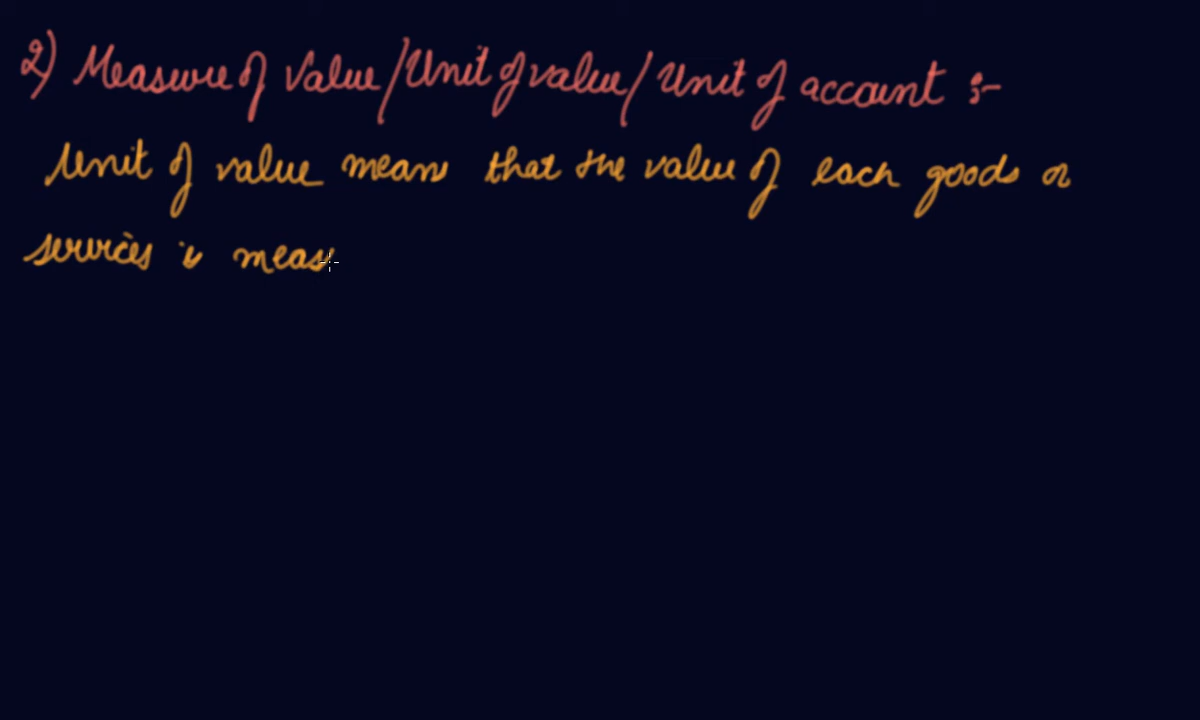 2) Measure of Value/Unit of value/Unit of account :-
Unit of value means that the value of each goods or
services is meas